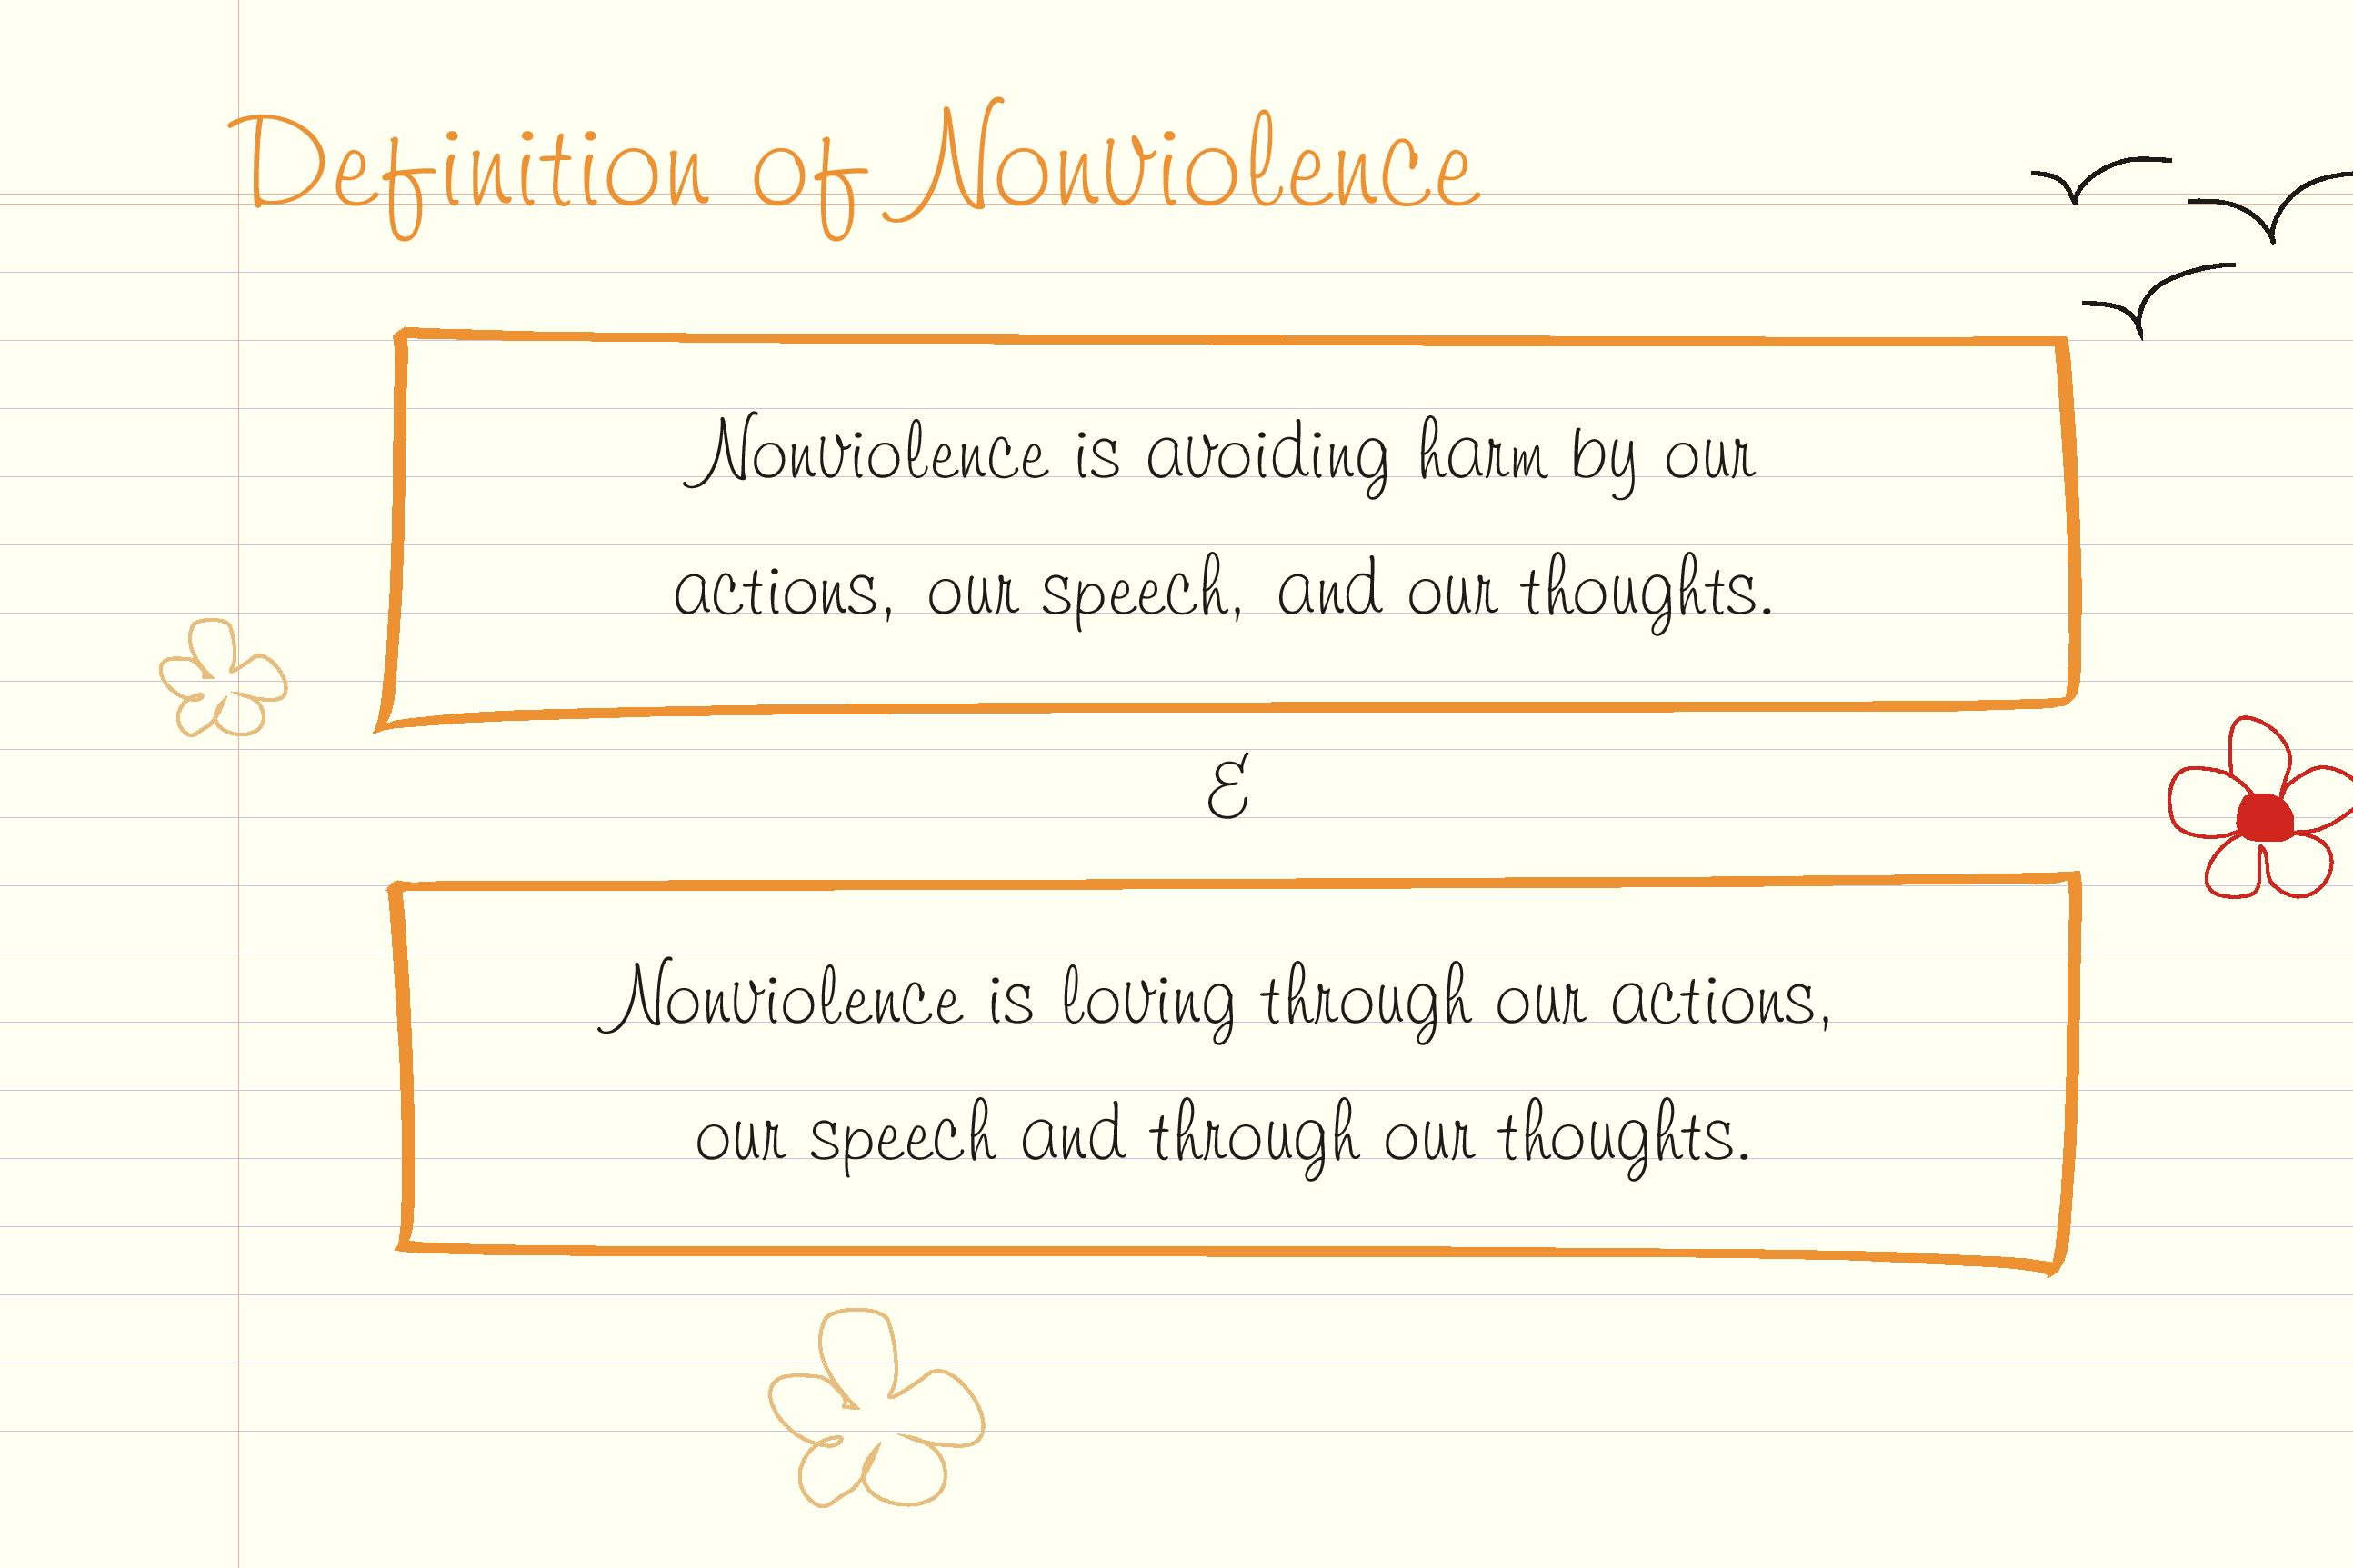 Definition of Nonviolence
Nonviolence is avoiding harm by our
actions, our speech, and our thoughts.
&
Nonviolence is loving through our actions,
our speech and through our thoughts.